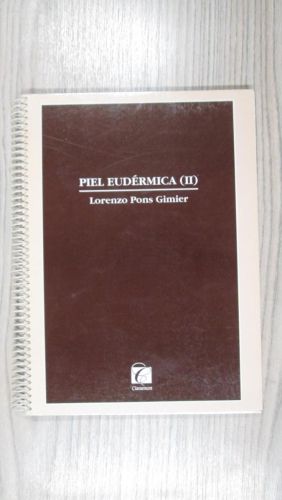 PIEL EUDÉRMICA (II)
Lorenzo Pons Gimier